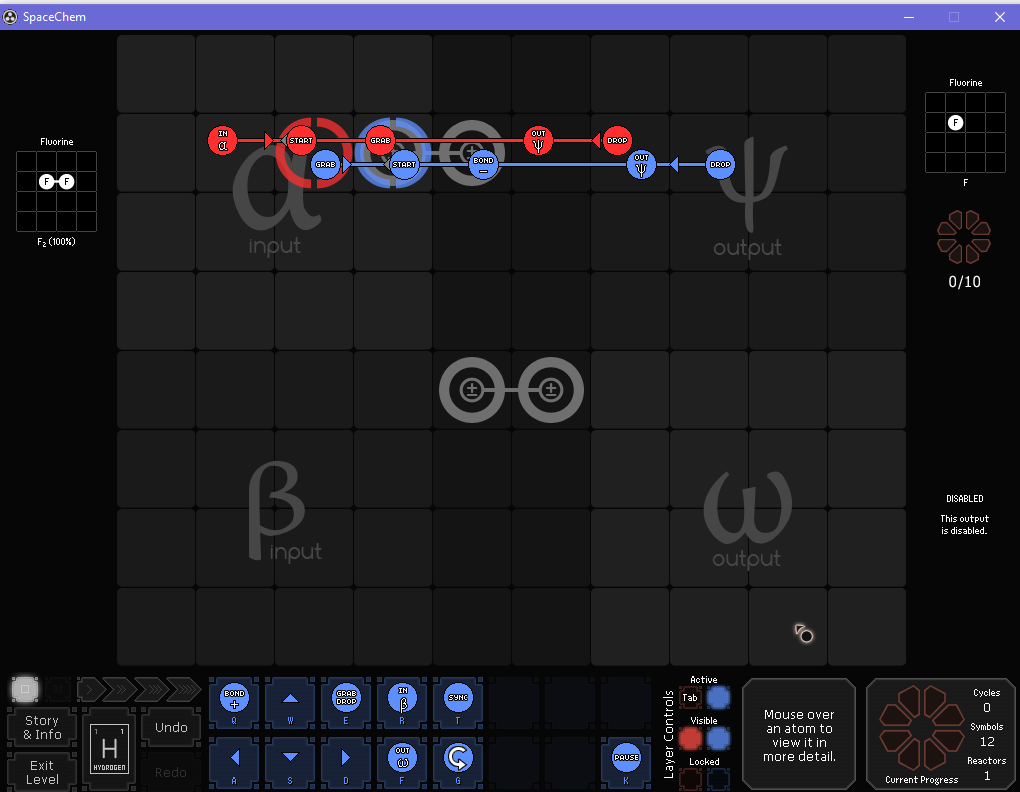 SpaceChem
Fluorine
F F
F₂ (100%)
IN
α
START
GRAB
OUT
ψ
DROP
GRAB
START
BOND
−
OUT
ψ
DROP
α
input
ψ
output
±
± ±
β
input
ω
output
Fluorine
F
F
0/10
DISABLED
This output
is disabled.
Story
& Info
Exit
Level
1 1
H
HYDROGEN
Undo
Redo
BOND
+
Q
W
GRAB
DROP
E
IN
β
R
SYNC
T
A
S
D
OUT
ω
F
G
PAUSE
K
Layer Controls
Active
Tab
Visible
Locked
Mouse over
an atom to
view it in
more detail.
Cycles
0
Symbols
12
Reactors
1
Current Progress